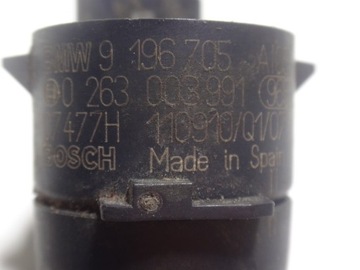 BMW 9 196 705
0 263 003 991
7477H 110910/Q1/0
BOSCH Made in Spain